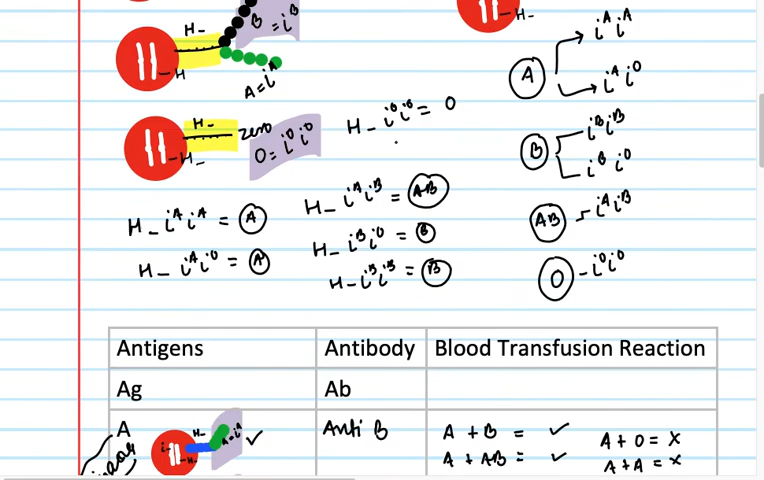 H-
B
= i^B
-H
A = i^A
H-
H-
zero
-H-
O = i^O i^O
H- i^O i^O = O
H- i^A i^A = A
H- i^A i^O = A
H- i^A i^B = AB
H- i^B i^O = B
H- i^B i^B = B
A
i^A i^A
i^A i^O
B
i^B i^B
i^B i^O
AB - i^A i^B
O - i^O i^O
Antigens Antibody Blood Transfusion Reaction
Ag Ab
A
H-
-H-
A = i^A
✓
Anti B
A + B = ✓
A + AB = ✓
A + O = X
A + A = X